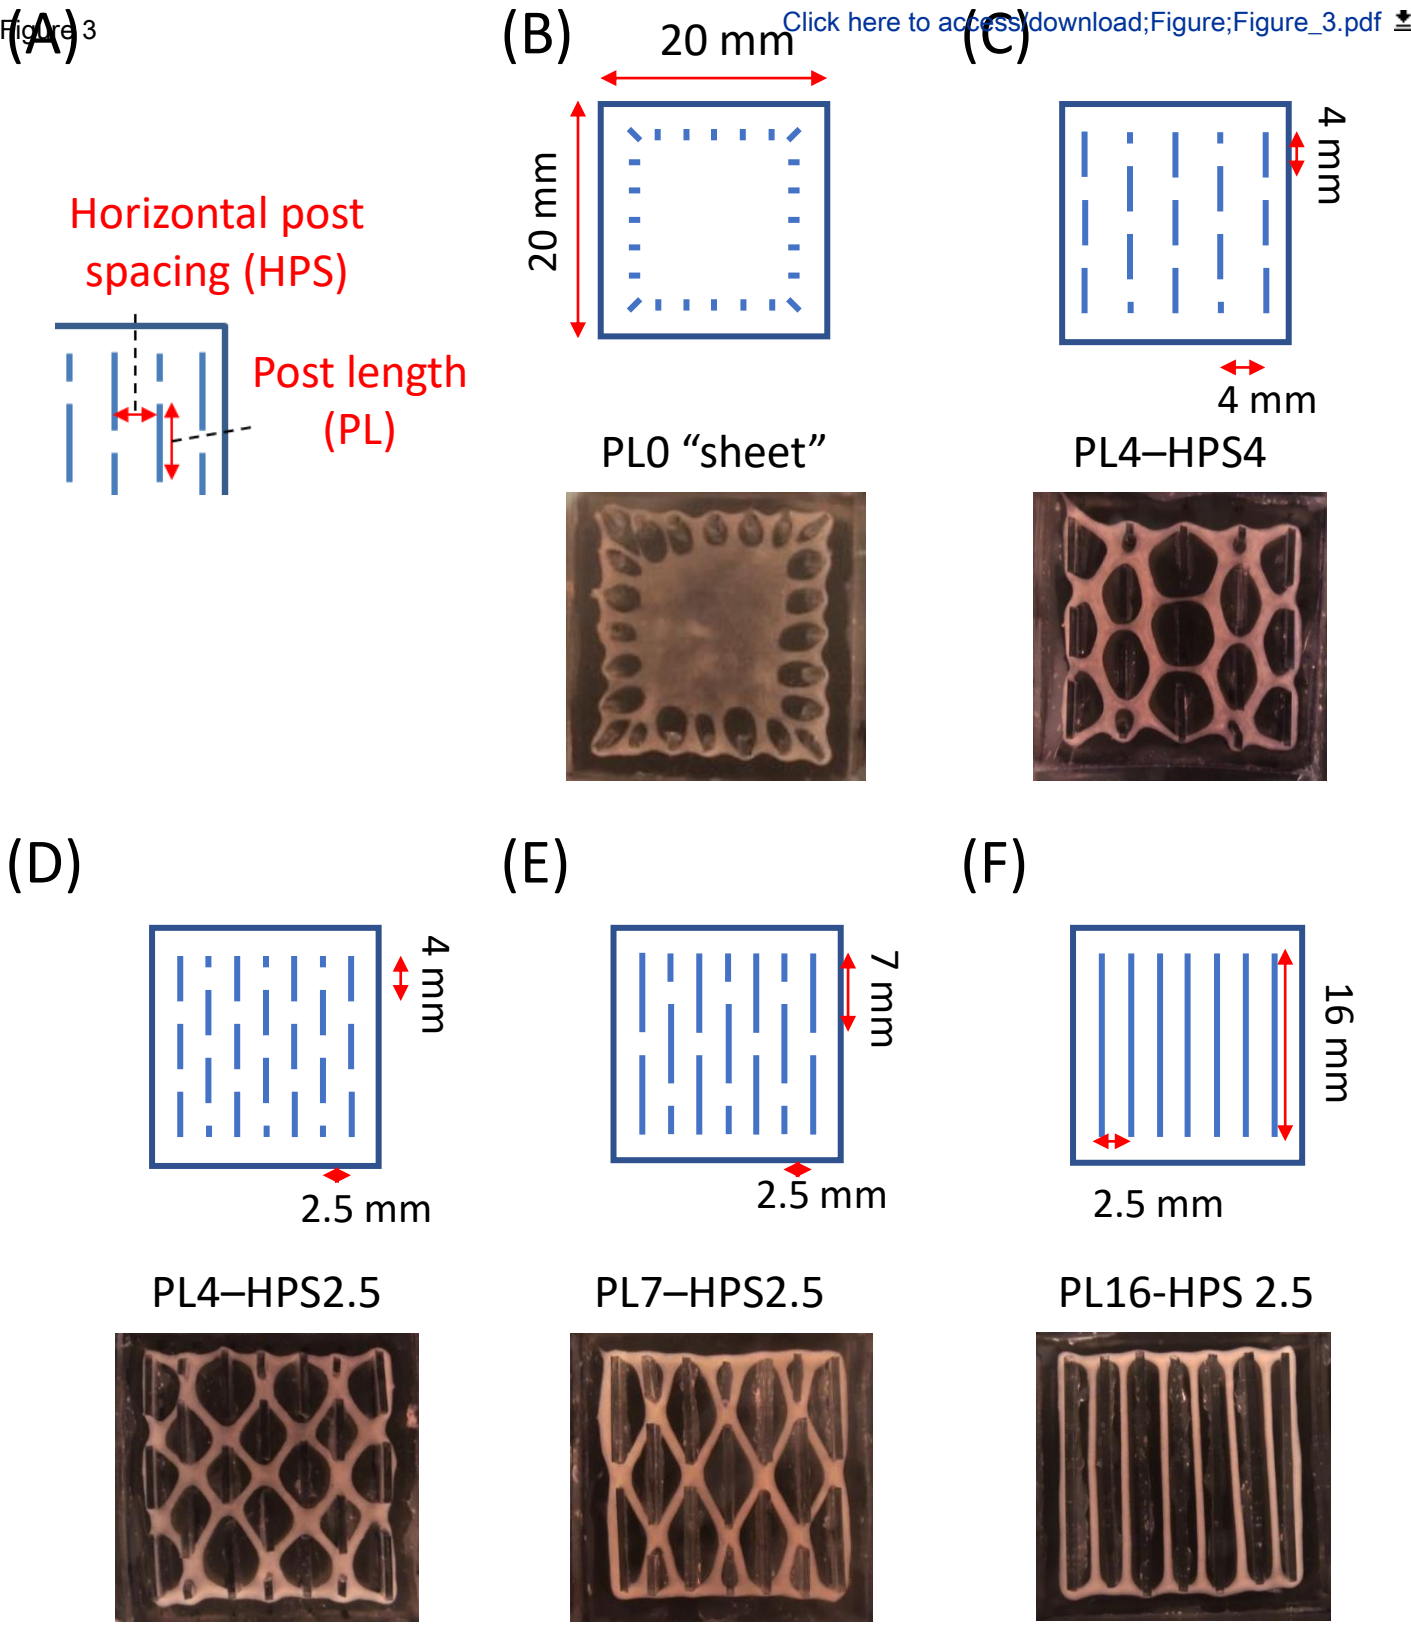 Figure 3
Click here to access/download;Figure;Figure_3.pdf
(A)
Horizontal post
spacing (HPS)
Post length
(PL)
(B)
20 mm
20 mm
PL0 “sheet”
(C)
4 mm
4 mm
PL4–HPS4
(D)
4 mm
2.5 mm
PL4–HPS2.5
(E)
7 mm
2.5 mm
PL7–HPS2.5
(F)
16 mm
2.5 mm
PL16-HPS 2.5